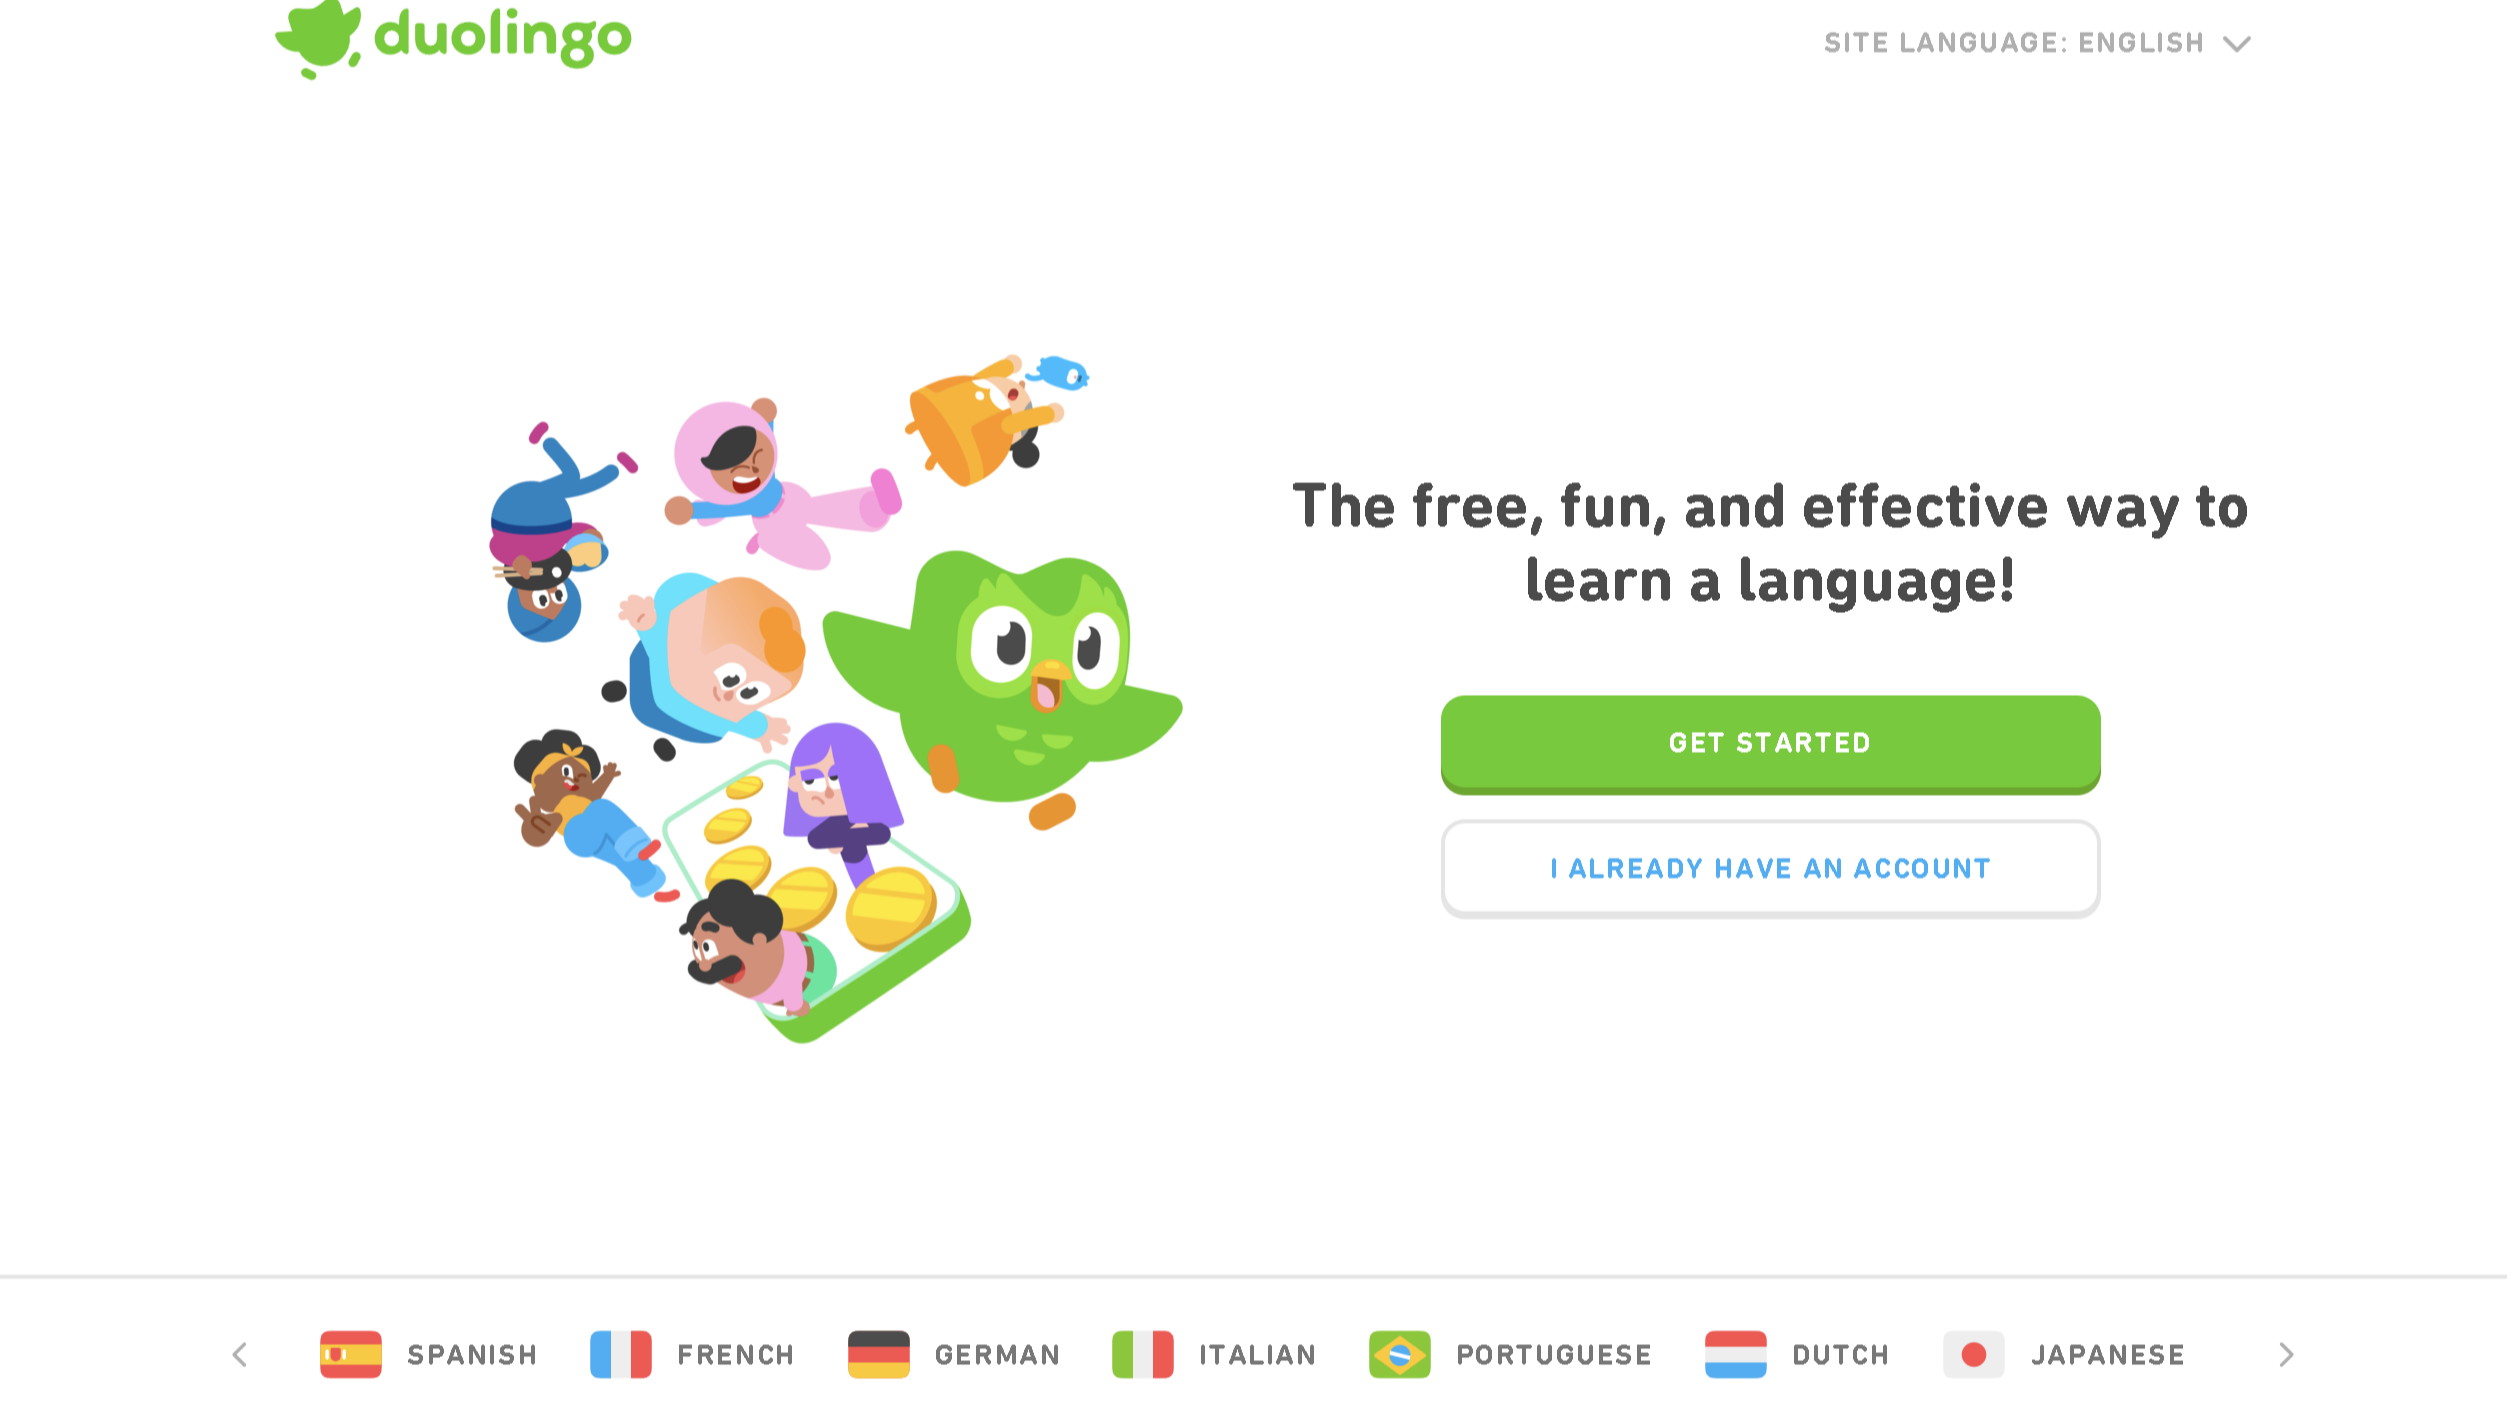 duolingo
SITE LANGUAGE: ENGLISH
The free, fun, and effective way to
learn a language!
GET STARTED
I ALREADY HAVE AN ACCOUNT
SPANISH FRENCH GERMAN ITALIAN PORTUGUESE DUTCH JAPANESE